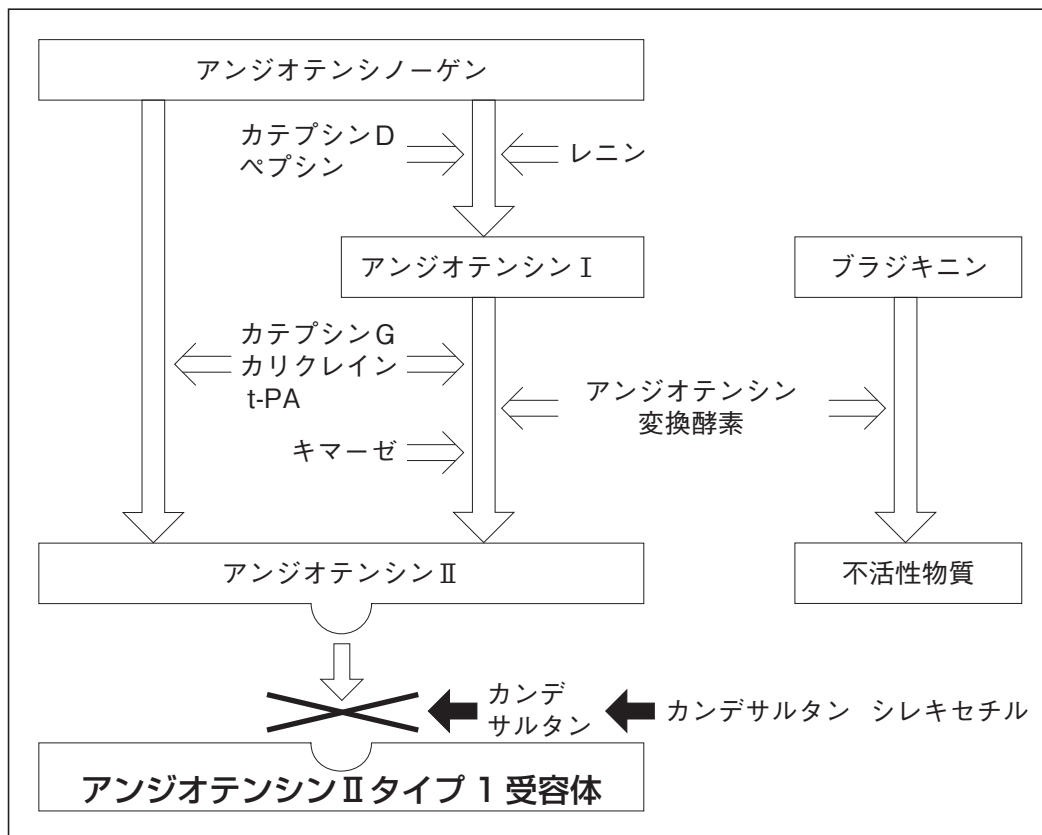 アンジオテンシノーゲン
カテプシンD
ペプシン
レニン
アンジオテンシンⅠ
ブラジキニン
カテプシンG
カリクレイン
t-PA
アンジオテンシン
変換酵素
キマーゼ
アンジオテンシンⅡ
不活性物質
カンデ
サルタン
カンデサルタン シレキセチル
アンジオテンシンⅡタイプ1受容体